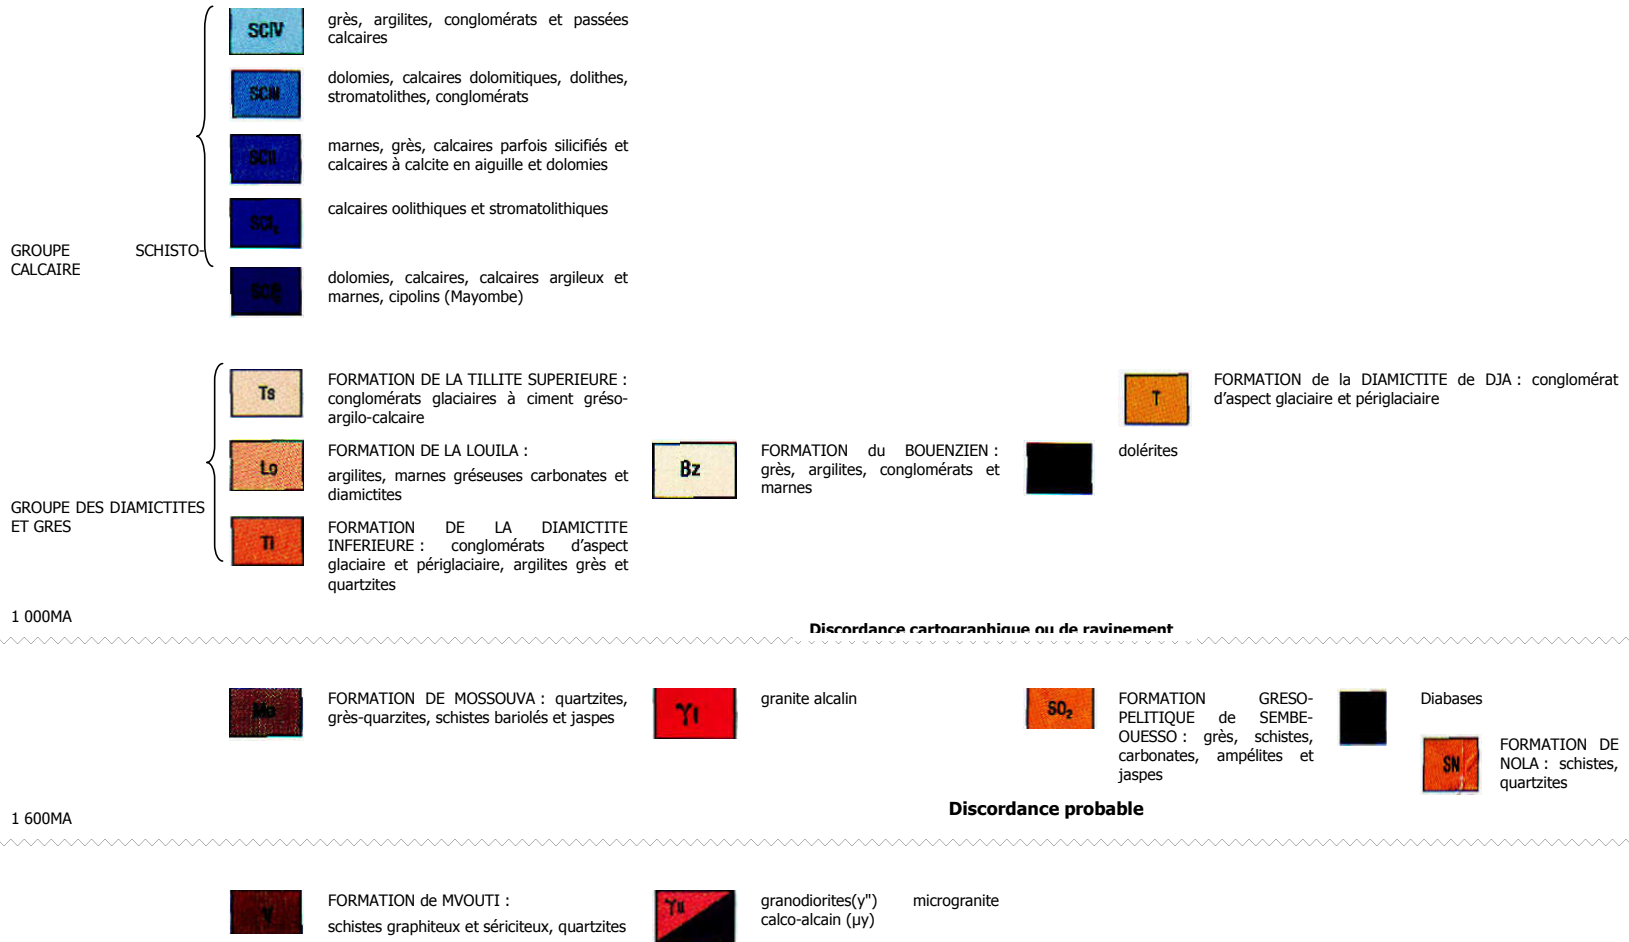 SCIV
grès, argilites, conglomérats et passées
calcaires
SCIII
dolomies, calcaires dolomitiques, dolithes,
stromatolithes, conglomérats
SCII
marnes, grès, calcaires parfois silicifiés et
calcaires à calcite en aiguille et dolomies
calcaires oolithiques et stromatolithiques
GROUPE SCHISTO-
CALCAIRE
dolomies, calcaires, calcaires argileux et
marnes, cipolins (Mayombe)
Ts
FORMATION DE LA TILLITE SUPERIEURE :
conglomérats glaciaires à ciment gréso-
argilo-calcaire
T
FORMATION de la DIAMICTITE de DJA : conglomérat
d'aspect glaciaire et périglaciaire
Lo
FORMATION DE LA LOUILA :
argilites, marnes gréseuses carbonates et
diamictites
Bz
FORMATION du BOUENZIEN :
grès, argilites, conglomérats et
marnes
dolérites
GROUPE DES DIAMICTITES
ET GRES
Ti
FORMATION DE LA DIAMICTITE
INFERIEURE : conglomérats d'aspect
glaciaire et périglaciaire, argilites grès et
quartzites
1 000MA
Discordance cartographique ou de ravinement
Mo
FORMATION DE MOSSOUVA : quartzites,
grès-quarzites, schistes bariolés et jaspes
γI
granite alcalin
SO₂
FORMATION GRESO-
PELITIQUE de SEMBE-
OUESSO : grès, schistes,
carbonates, ampélites et
jaspes
Diabases
SN
FORMATION DE
NOLA : schistes,
quartzites
Discordance probable
1 600MA
V
FORMATION de MVOUTI :
schistes graphiteux et sériciteux, quartzites
γII
granodiorites(y") microgranite
calco-alcain (µy)